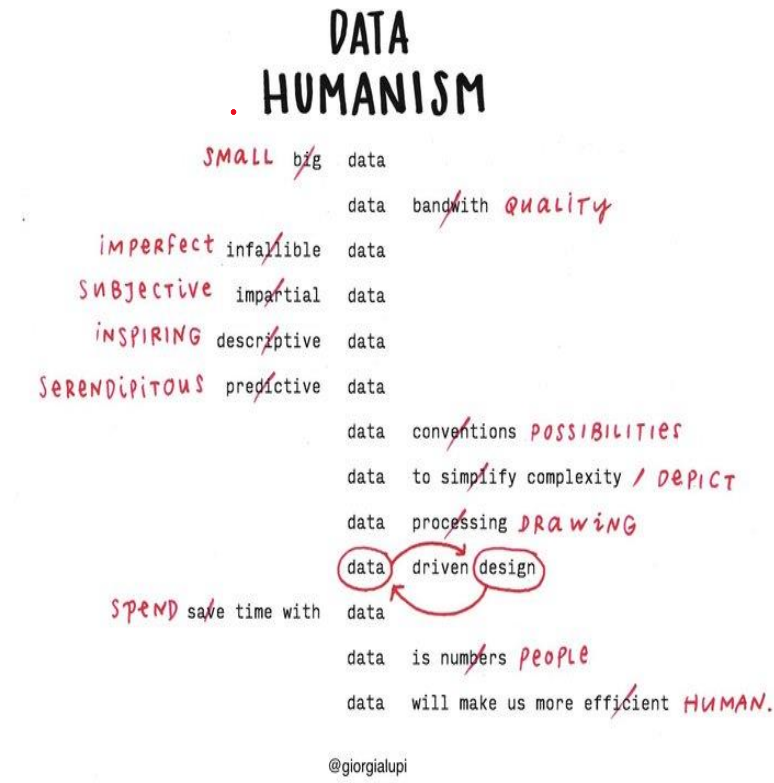 DATA
HUMANISM
SMALL big data
data bandwith QUALITY
IMPERFECT infallible data
SUBJECTIVE impartial data
INSPIRING descriptive data
SERENDIPITOUS predictive data
data conventions POSSIBILITIES
data to simplify complexity / DEPICT
data processing DRAWING
data driven design
SPEND save time with data
data is numbers PEOPLE
data will make us more efficient HUMAN.
@giorgialupi